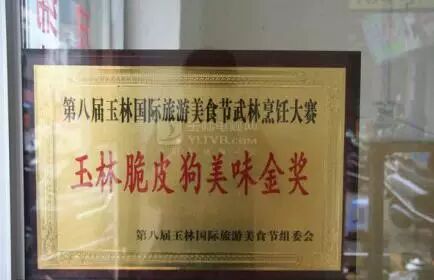 第八届玉林国际旅游美食节武林烹饪大赛
YLTVB.com
玉林脆皮狗美味金奖
第八届玉林国际旅游美食节组委会